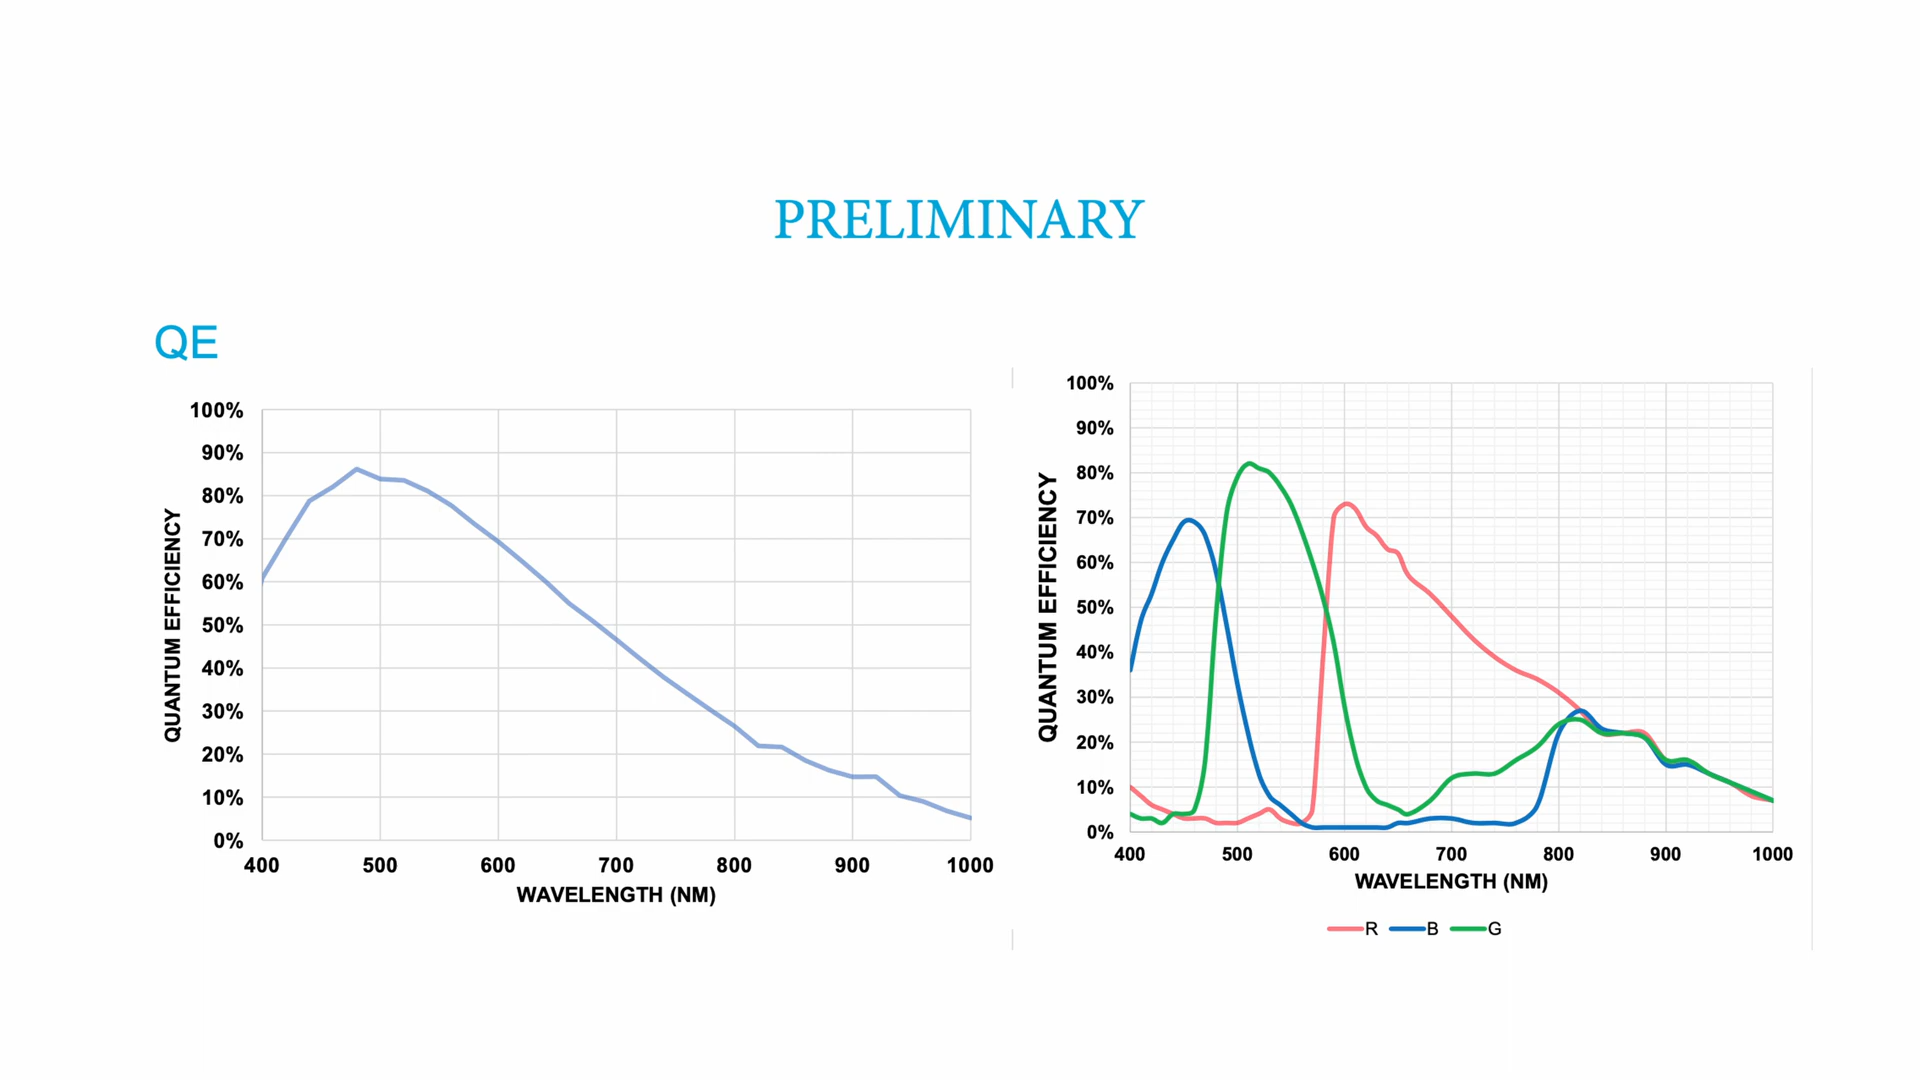 PRELIMINARY
QE
100%
90%
80%
70%
60%
50%
40%
30%
20%
10%
0%
QUANTUM EFFICIENCY
400 500 600 700 800 900 1000
WAVELENGTH (NM)
100%
90%
80%
70%
60%
50%
40%
30%
20%
10%
0%
QUANTUM EFFICIENCY
400 500 600 700 800 900 1000
WAVELENGTH (NM)
R B G